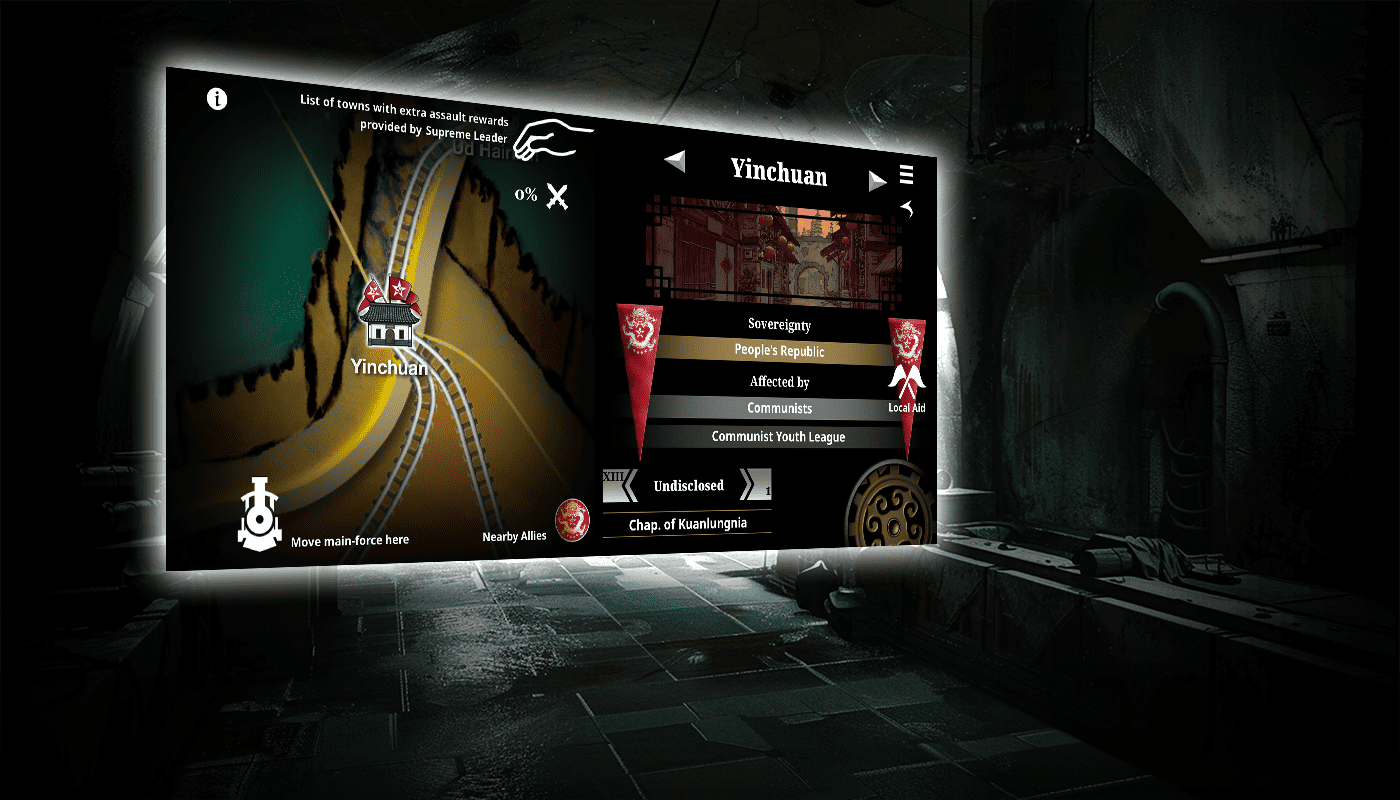 i
List of towns with extra assault rewards
provided by Supreme Leader
0%
Yinchuan
Move main-force here
Nearby Allies
Yinchuan
Sovereignty
People's Republic
Affected by
Communists
Communist Youth League
Local Aid
XIII
Undisclosed
1
Chap. of Kuanlungnia